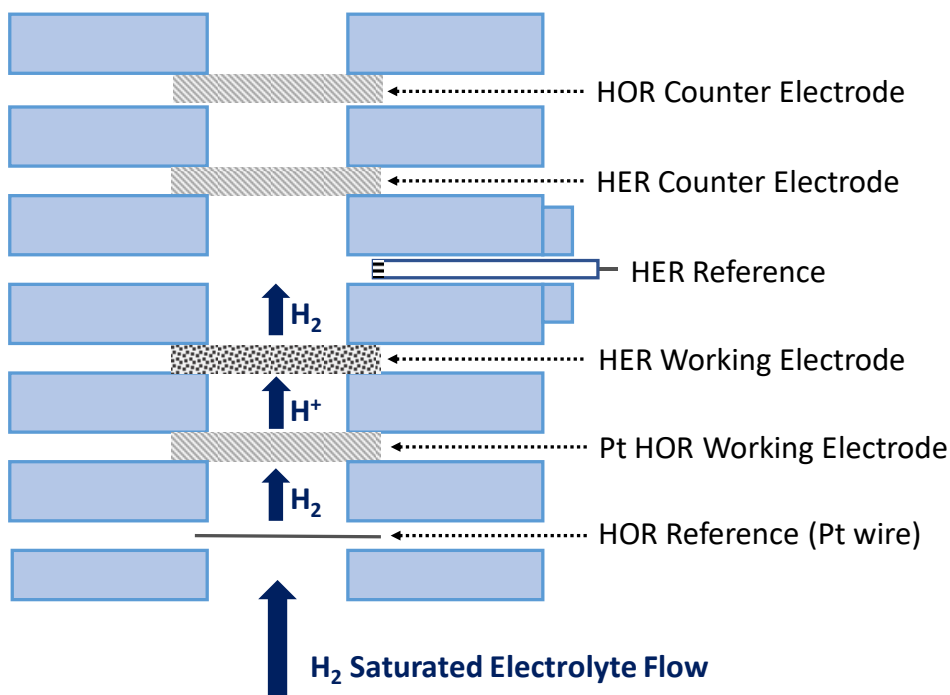 HOR Counter Electrode
HER Counter Electrode
HER Reference
H₂
HER Working Electrode
H⁺
Pt HOR Working Electrode
H₂
HOR Reference (Pt wire)
H₂ Saturated Electrolyte Flow